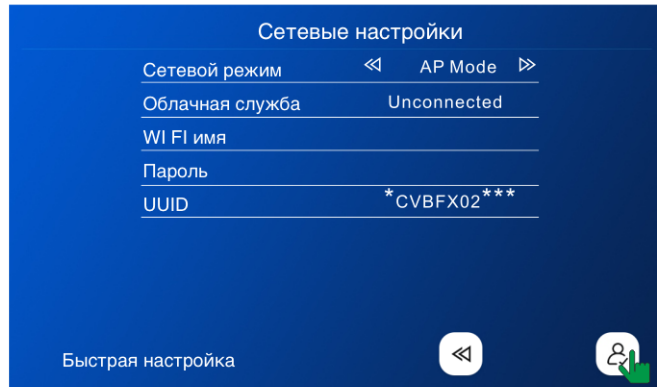 Сетевые настройки
Сетевой режим AP Mode
Облачная служба Unconnected
WI FI имя
Пароль
UUID *CVBFX02***
Быстрая настройка